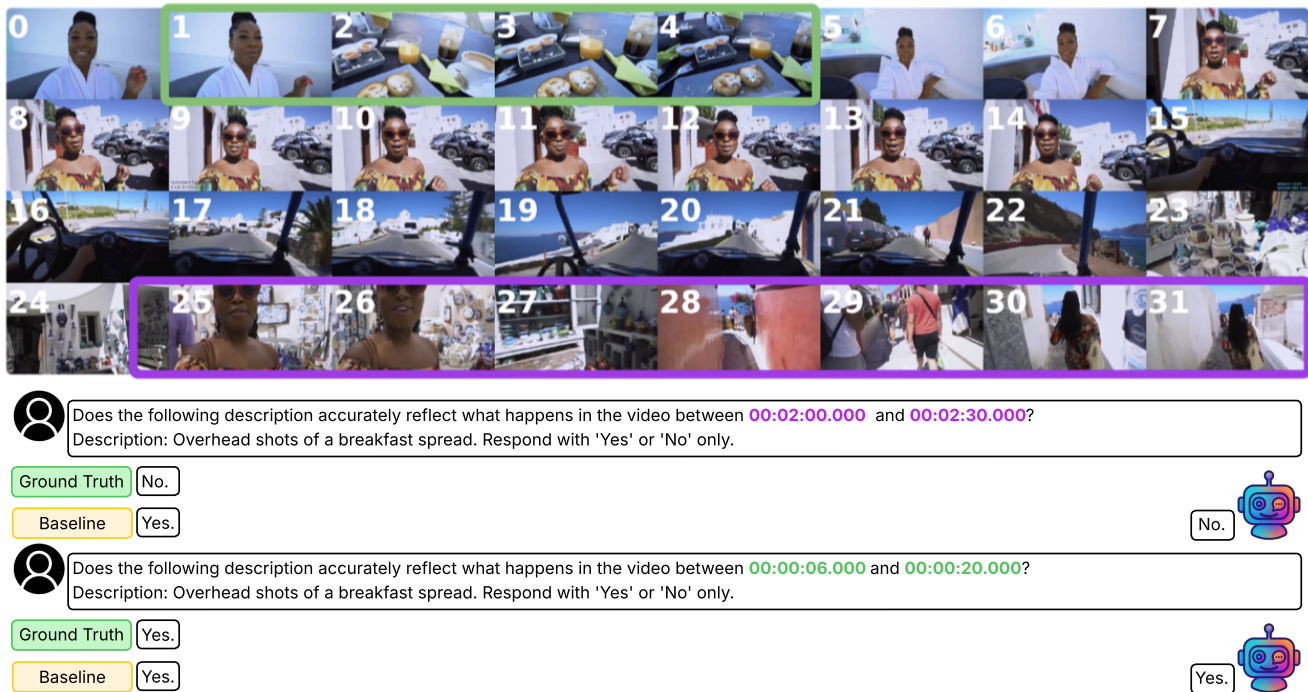 0 1 2 3 4 5 6 7
8 9 10 11 12 13 14 15
16 17 18 19 20 21 22 23
24 25 26 27 28 29 30 31
Does the following description accurately reflect what happens in the video between 00:02:00.000 and 00:02:30.000?
Description: Overhead shots of a breakfast spread. Respond with 'Yes' or 'No' only.
Ground Truth No.
Baseline Yes. No.
Does the following description accurately reflect what happens in the video between 00:00:06.000 and 00:00:20.000?
Description: Overhead shots of a breakfast spread. Respond with 'Yes' or 'No' only.
Ground Truth Yes.
Baseline Yes. Yes.